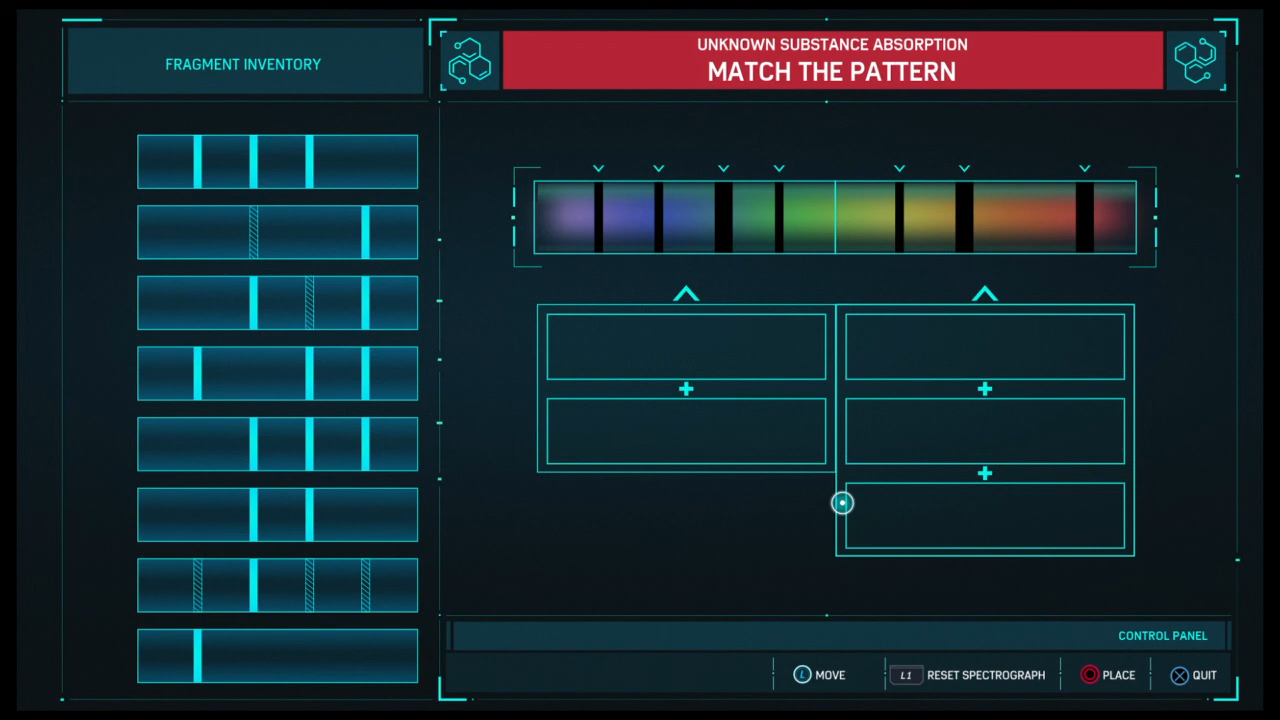 FRAGMENT INVENTORY
UNKNOWN SUBSTANCE ABSORPTION
MATCH THE PATTERN
CONTROL PANEL
L MOVE
L1 RESET SPECTROGRAPH
PLACE
QUIT